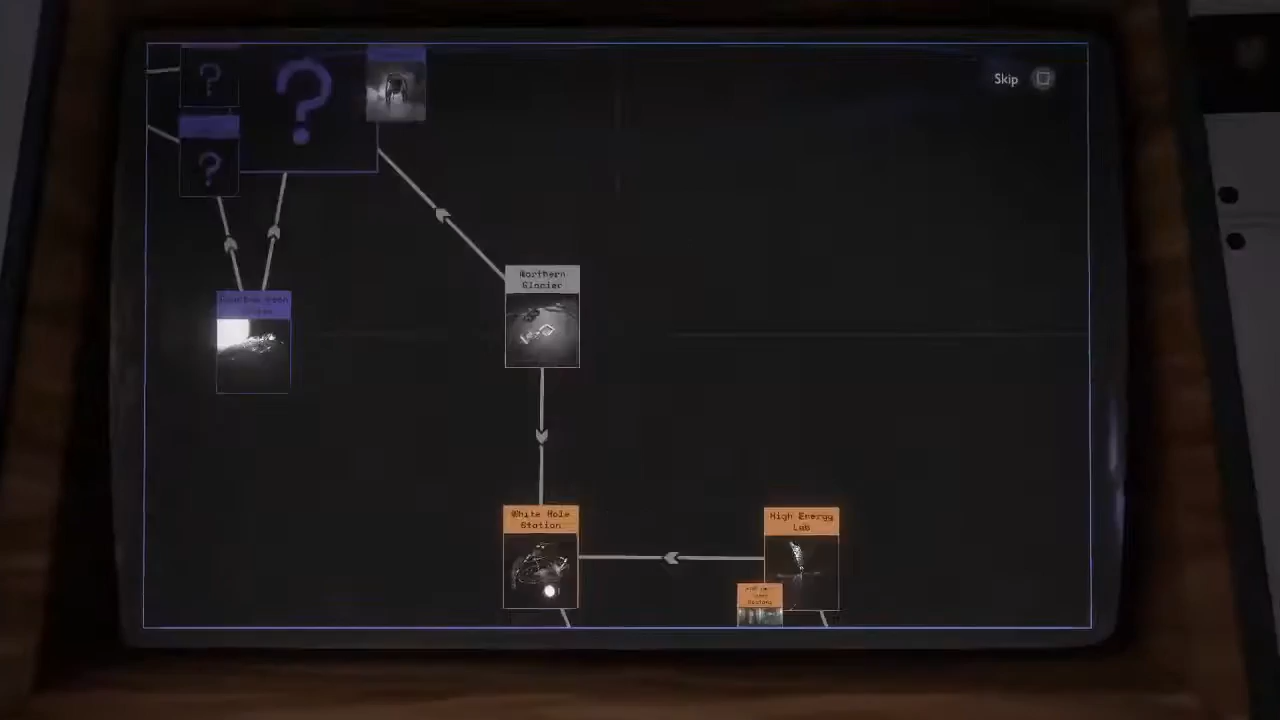 ?
Skip
?
?
Northern
Glacier
White Hole
Station
High Energy
Lab